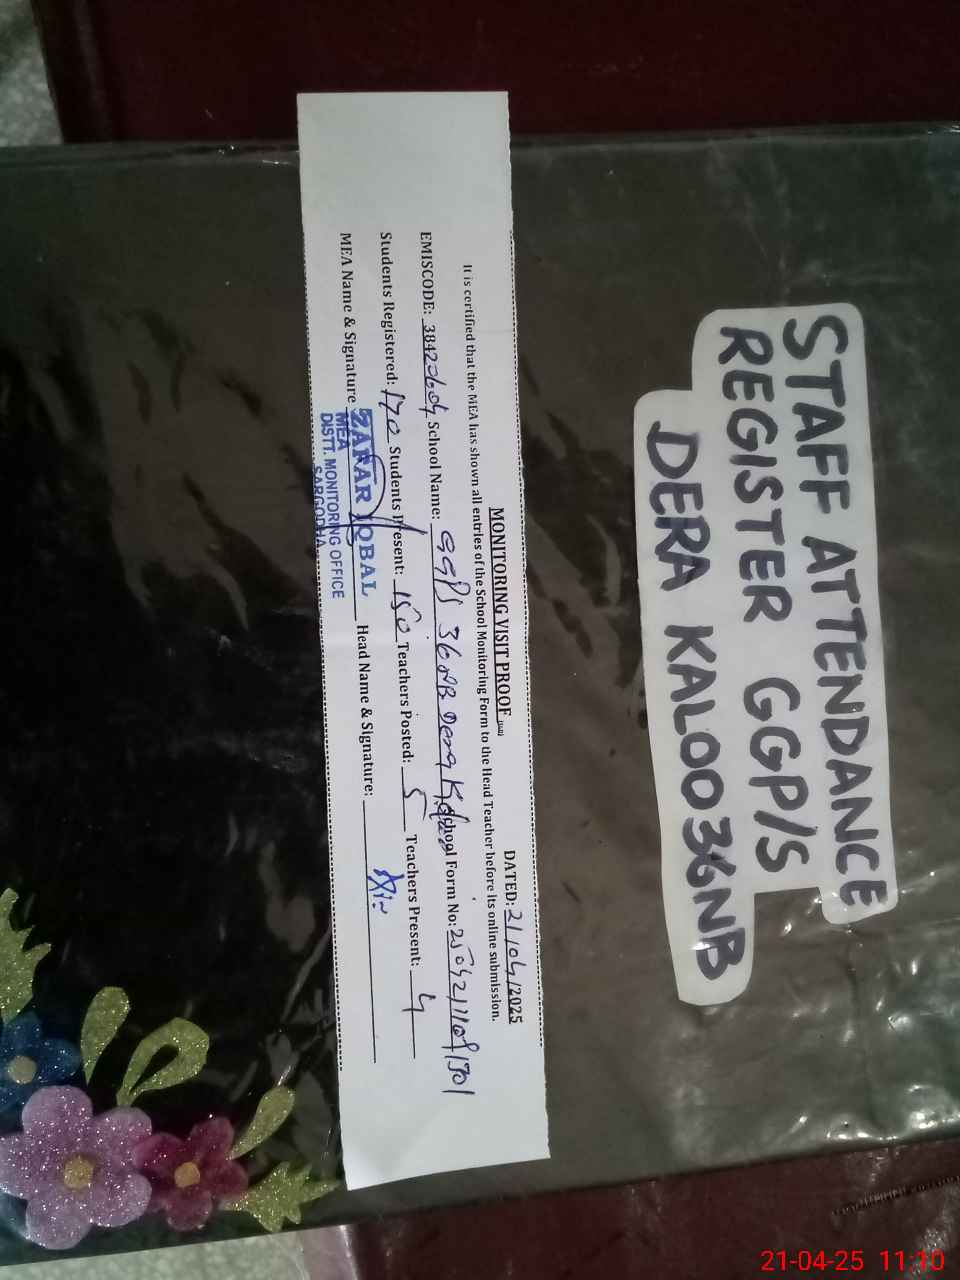 STAFF ATTENDANCE
REGISTER GGP/S
DERA KALOO 36NB
MONITORING VISIT PROOF DATED: 21/04/2025
It is certified that the MEA has shown all entries of the School Monitoring Form to the Head Teacher before its online submission.
EMISCODE: 38420604 School Name: GGPS 36NB Dera School Form No:
Students Registered: 170 Students Present: 150 Teachers Posted: 5 Teachers Present: 4
MEA Name & Signature ZAFAR IQBAL Head Name & Signature:
MEA
DISTT. MONITORING OFFICE
SARGODHA
21-04-25 11:10